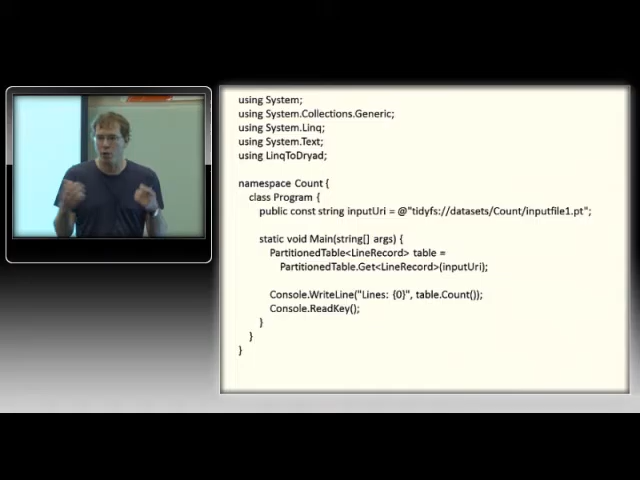 using System;
using System.Collections.Generic;
using System.Linq;
using System.Text;
using LinqToDryad;
namespace Count {
class Program {
public const string inputUri = @"tidyfs://datasets/Count/inputfile1.pt";
static void Main(string[] args) {
PartitionedTable<LineRecord> table =
PartitionedTable.Get<LineRecord>(inputUri);
Console.WriteLine("Lines: {0}", table.Count());
Console.ReadKey();
}
}
}